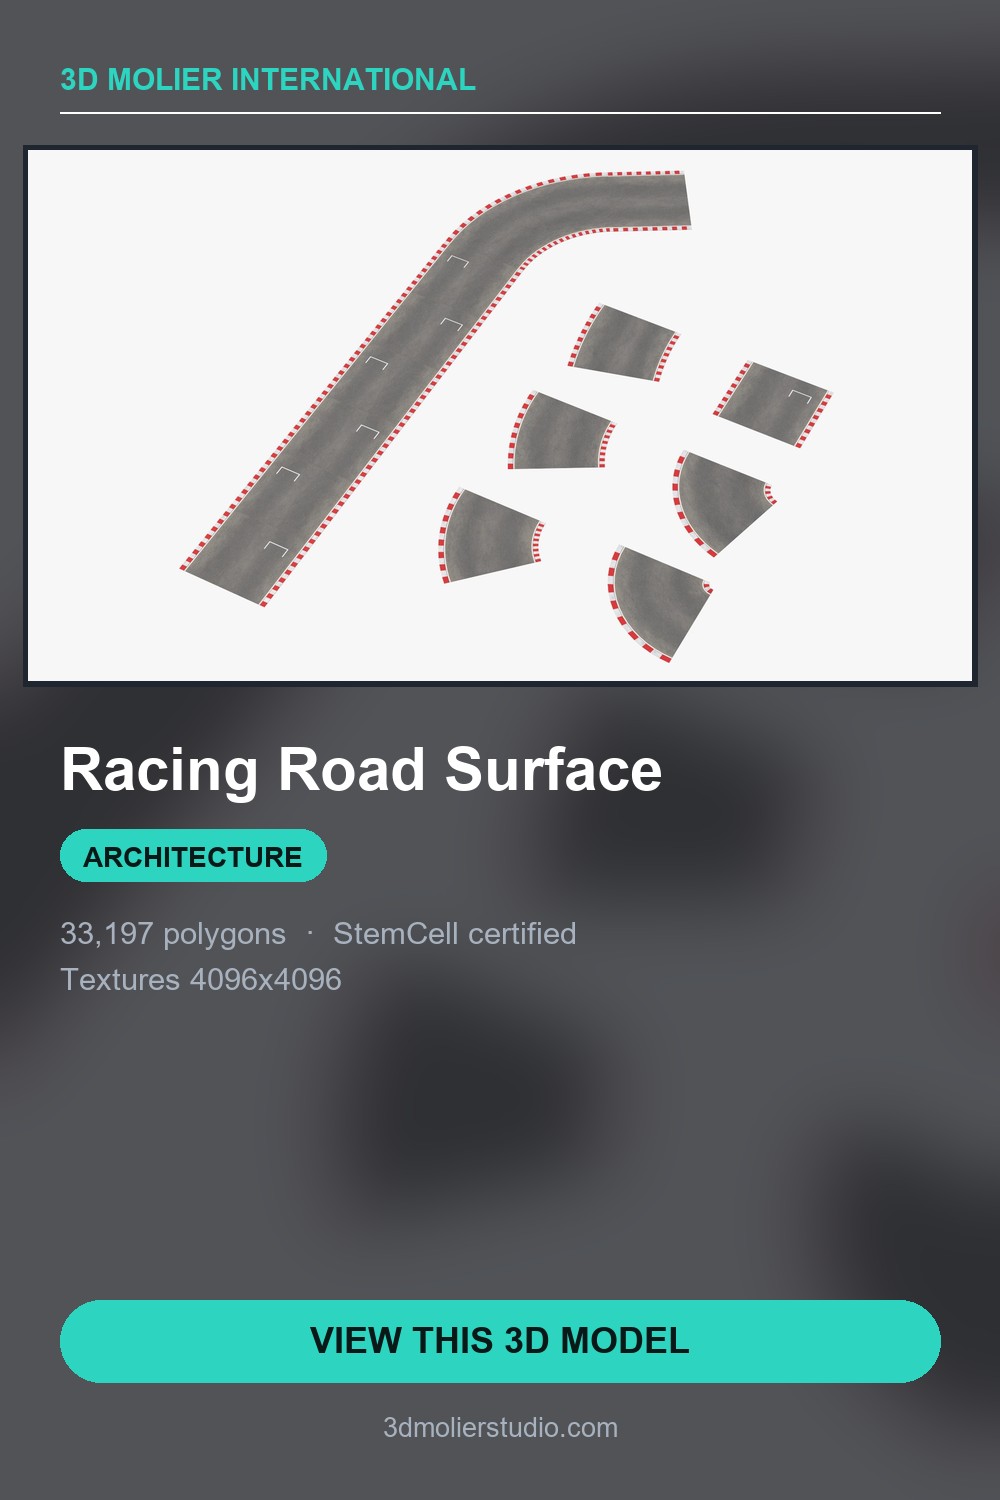 3D MOLIER INTERNATIONAL
Racing Road Surface
ARCHITECTURE
33,197 polygons · StemCell certified
Textures 4096x4096
VIEW THIS 3D MODEL
3dmolierstudio.com